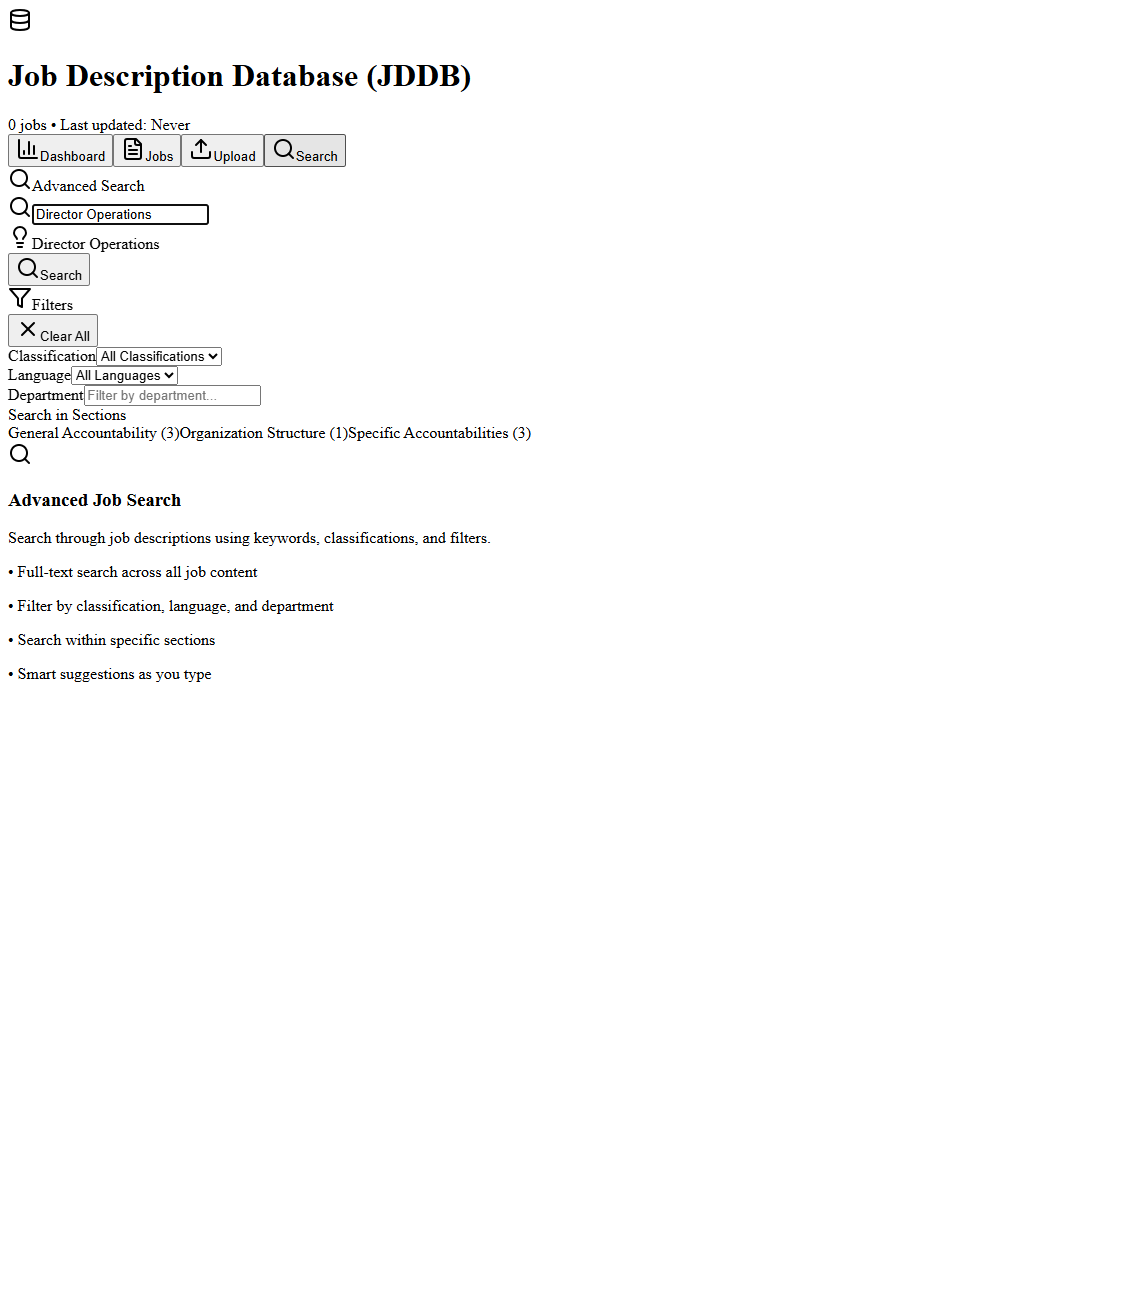 Job Description Database (JDDB)
0 jobs • Last updated: Never
Dashboard Jobs Upload Search
Advanced Search
Director Operations
Director Operations
Search
Filters
Clear All
Classification All Classifications
Language All Languages
Department Filter by department...
Search in Sections
General Accountability (3)Organization Structure (1)Specific Accountabilities (3)
Advanced Job Search
Search through job descriptions using keywords, classifications, and filters.
• Full-text search across all job content
• Filter by classification, language, and department
• Search within specific sections
• Smart suggestions as you type